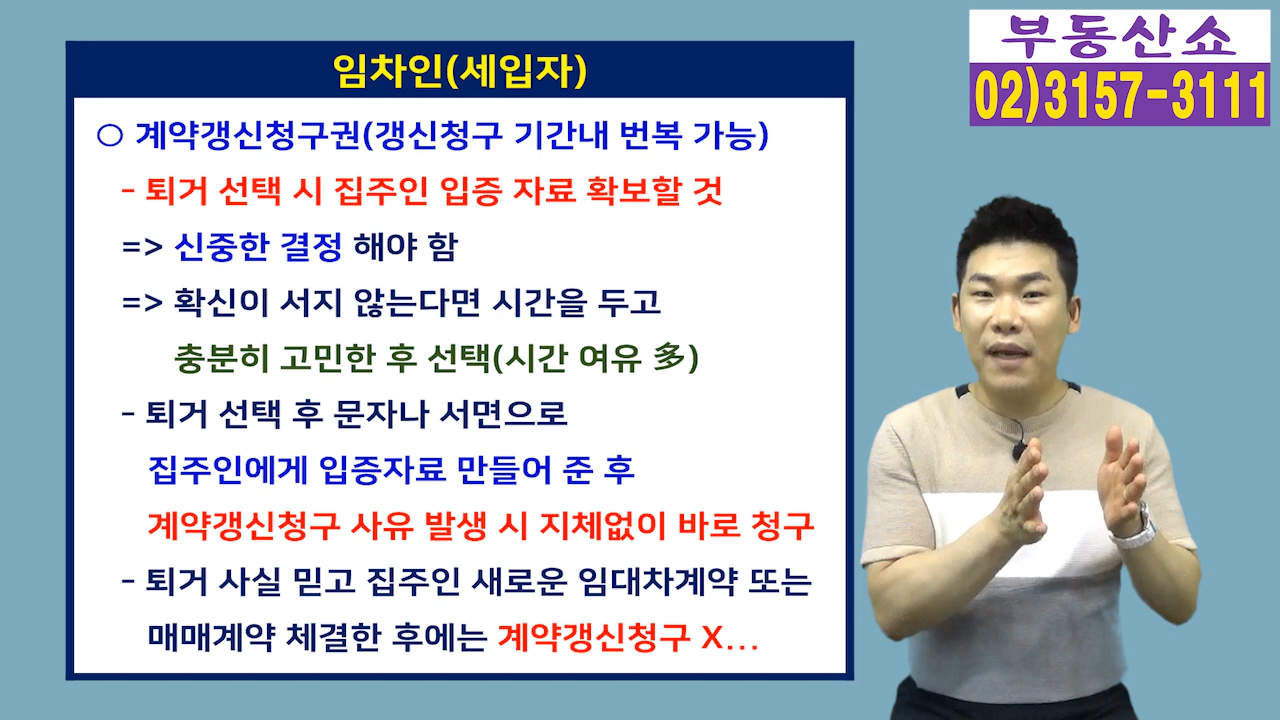 부동산쇼
02)3157-3111
임차인(세입자)
○ 계약갱신청구권(갱신청구 기간내 번복 가능)
- 퇴거 선택 시 집주인 입증 자료 확보할 것
=> 신중한 결정 해야 함
=> 확신이 서지 않는다면 시간을 두고
충분히 고민한 후 선택(시간 여유 多)
- 퇴거 선택 후 문자나 서면으로
집주인에게 입증자료 만들어 준 후
계약갱신청구 사유 발생 시 지체없이 바로 청구
- 퇴거 사실 믿고 집주인 새로운 임대차계약 또는
매매계약 체결한 후에는 계약갱신청구 X...